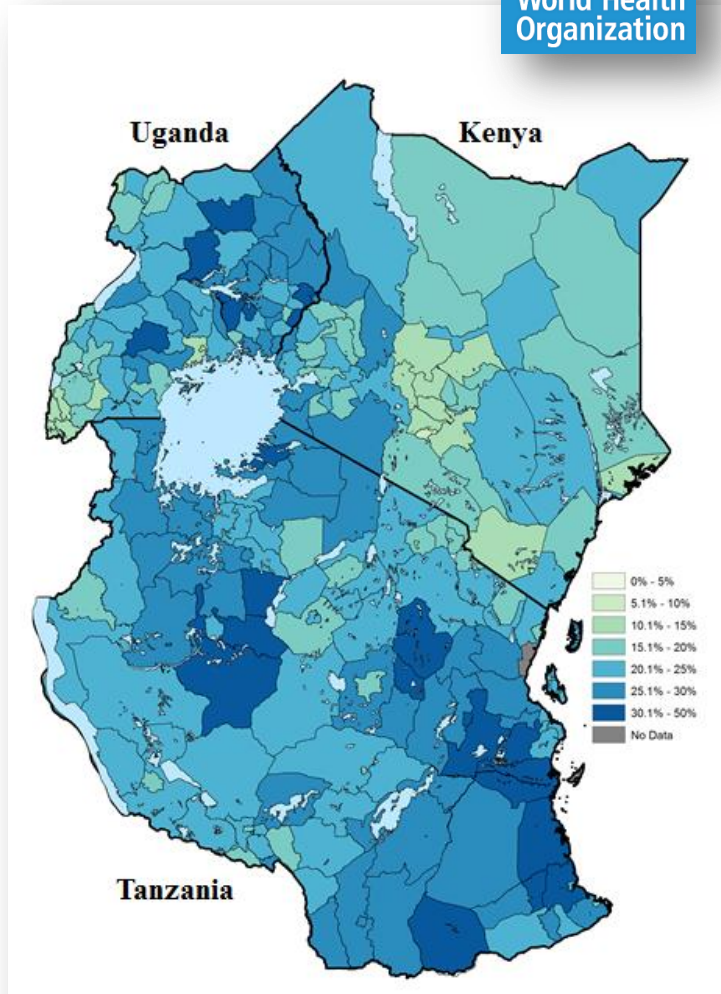 World Health
Organization
Uganda
Kenya
0% - 5%
5.1% - 10%
10.1% - 15%
15.1% - 20%
20.1% - 25%
25.1% - 30%
30.1% - 50%
No Data
Tanzania